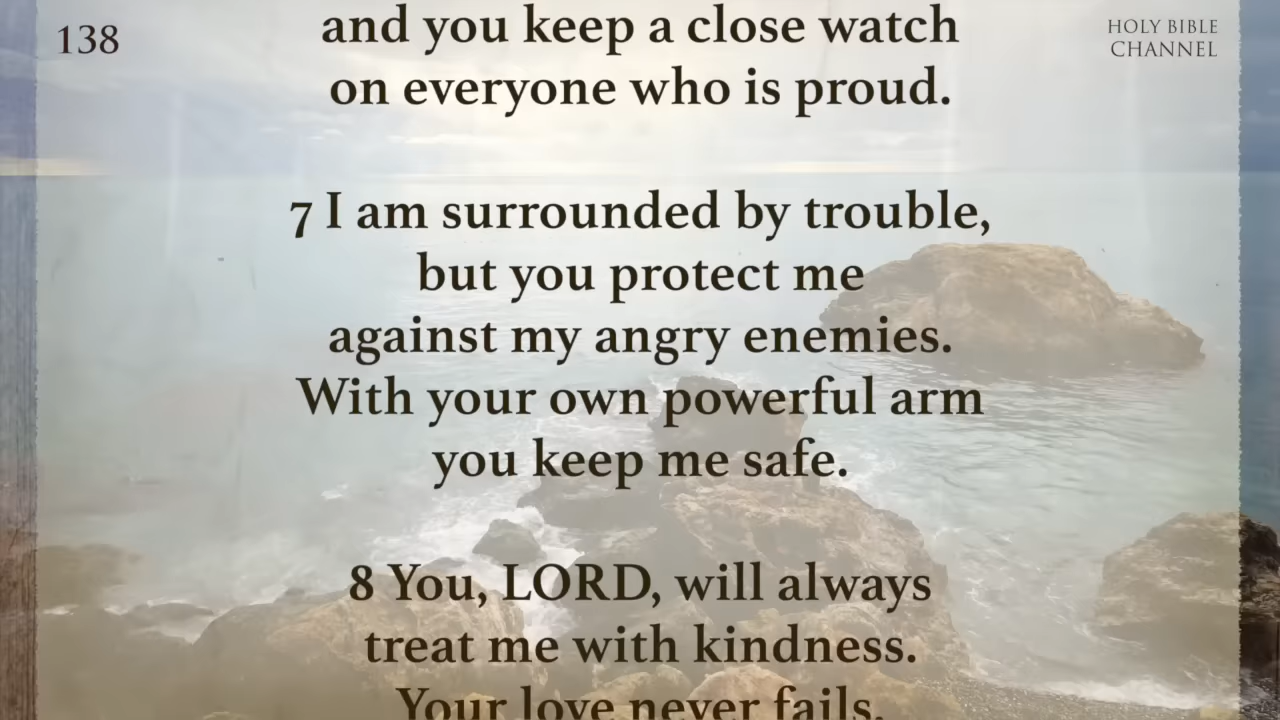 138
HOLY BIBLE
CHANNEL
and you keep a close watch
on everyone who is proud.
7 I am surrounded by trouble,
but you protect me
against my angry enemies.
With your own powerful arm
you keep me safe.
8 You, LORD, will always
treat me with kindness.
Your love never fails.